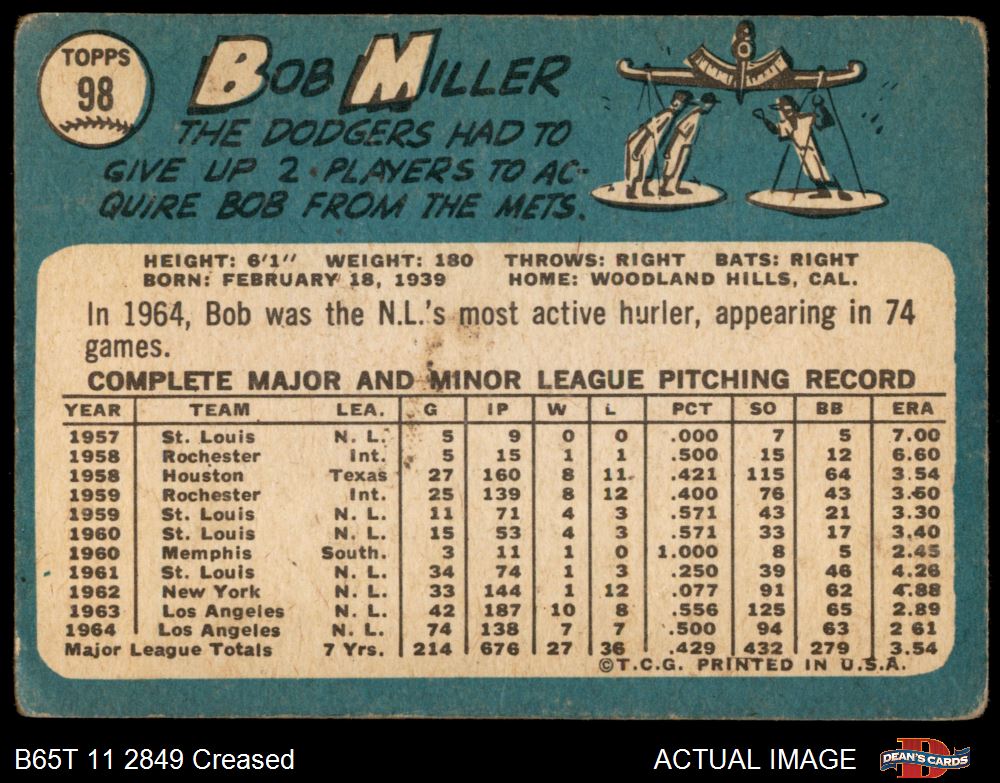 TOPPS
98
BOB MILLER
THE DODGERS HAD TO
GIVE UP 2 PLAYERS TO AC-
QUIRE BOB FROM THE METS.
HEIGHT: 6'1" WEIGHT: 180 THROWS: RIGHT BATS: RIGHT
BORN: FEBRUARY 18, 1939 HOME: WOODLAND HILLS, CAL.
In 1964, Bob was the N.L.'s most active hurler, appearing in 74
games.
COMPLETE MAJOR AND MINOR LEAGUE PITCHING RECORD
YEAR TEAM LEA. G IP W L PCT SO BB ERA
1957 St. Louis N. L. 5 9 0 0 .000 7 5 7.00
1958 Rochester Int. 5 15 1 1 .500 15 12 6.60
1958 Houston Texas 27 160 8 11 .421 115 64 3.54
1959 Rochester Int. 25 139 8 12 .400 76 43 3.50
1959 St. Louis N. L. 11 71 4 3 .571 43 21 3.30
1960 St. Louis N. L. 15 53 4 3 .571 33 17 3.40
1960 Memphis South. 3 11 1 0 1.000 8 5 2.45
1961 St. Louis N. L. 34 74 1 3 .250 39 46 4.26
1962 New York N. L. 33 144 1 12 .077 91 62 4.88
1963 Los Angeles N. L. 42 187 10 8 .556 125 65 2.89
1964 Los Angeles N. L. 74 138 7 7 .500 94 63 2 61
Major League Totals 7 Yrs. 214 676 27 36 .429 432 279 3.54
©T.C.G. PRINTED IN U.S.A.
B65T 11 2849 Creased ACTUAL IMAGE
DEAN'S CARDS